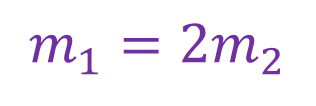 m₁ = 2m₂